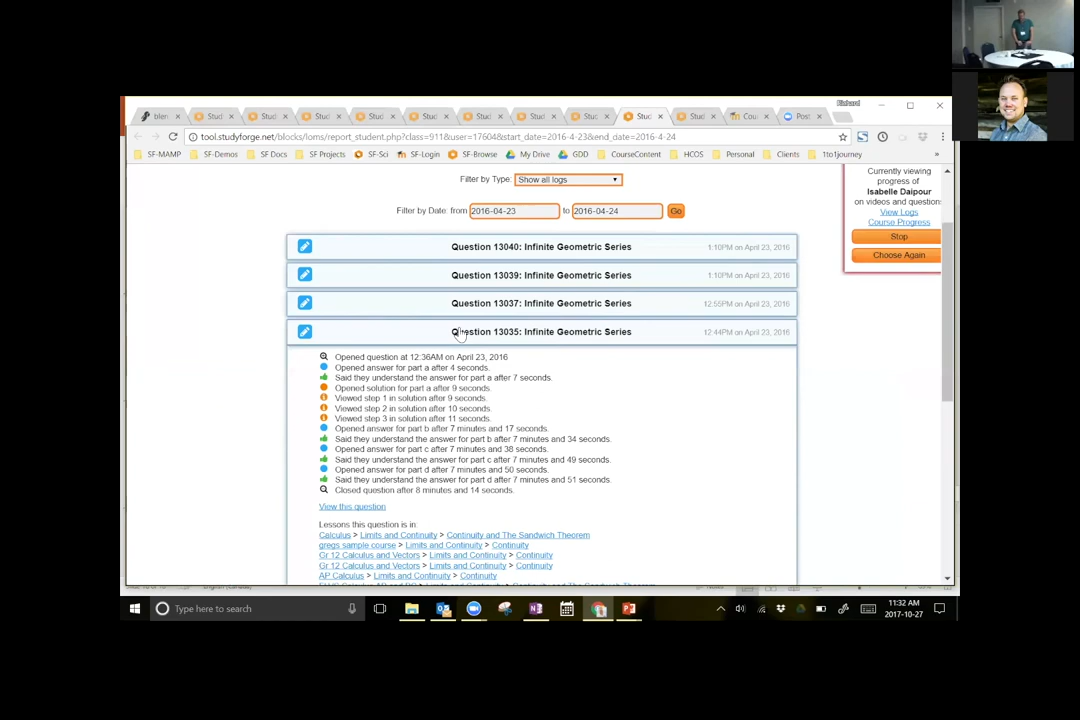 Richard
blen
Stud
Stud
Stud
Stud
Stud
Stud
Stud
Stud
Stud
Stud
Cou
Post
tool.studyforge.net/blocks/loms/report_student.php?class=911&user=17604&start_date=2016-4-23&end_date=2016-4-24
SF-MAMP
SF-Demos
SF Docs
SF Projects
SF-Sci
SF-Login
SF-Browse
My Drive
GDD
CourseContent
HCOS
Personal
Clients
1to1journey
»
Filter by Type: Show all logs
Filter by Date: from 2016-04-23 to 2016-04-24 Go
Currently viewing
progress of
Isabelle Daipour
on videos and questions
View Logs
Course Progress
Stop
Choose Again
Question 13040: Infinite Geometric Series 1:10PM on April 23, 2016
Question 13039: Infinite Geometric Series 1:10PM on April 23, 2016
Question 13037: Infinite Geometric Series 12:55PM on April 23, 2016
Question 13035: Infinite Geometric Series 12:44PM on April 23, 2016
Opened question at 12:36AM on April 23, 2016
Opened answer for part a after 4 seconds.
Said they understand the answer for part a after 7 seconds.
Opened solution for part a after 9 seconds.
Viewed step 1 in solution after 9 seconds.
Viewed step 2 in solution after 10 seconds.
Viewed step 3 in solution after 11 seconds.
Opened answer for part b after 7 minutes and 17 seconds.
Said they understand the answer for part b after 7 minutes and 34 seconds.
Opened answer for part c after 7 minutes and 38 seconds.
Said they understand the answer for part c after 7 minutes and 49 seconds.
Opened answer for part d after 7 minutes and 50 seconds.
Said they understand the answer for part d after 7 minutes and 51 seconds.
Closed question after 8 minutes and 14 seconds.
View this question
Lessons this question is in:
Calculus > Limits and Continuity > Continuity and The Sandwich Theorem
gregs sample course > Limits and Continuity > Continuity
Gr 12 Calculus and Vectors > Limits and Continuity > Continuity
Gr 12 Calculus and Vectors > Limits and Continuity > Continuity
AP Calculus > Limits and Continuity > Continuity
Type here to search
11:32 AM
2017-10-27